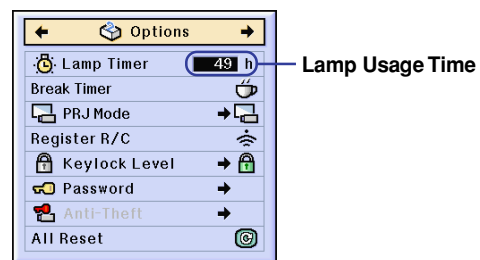 Options
Lamp Timer 49 h
Lamp Usage Time
Break Timer
PRJ Mode
Register R/C
Keylock Level
Password
Anti-Theft
All Reset